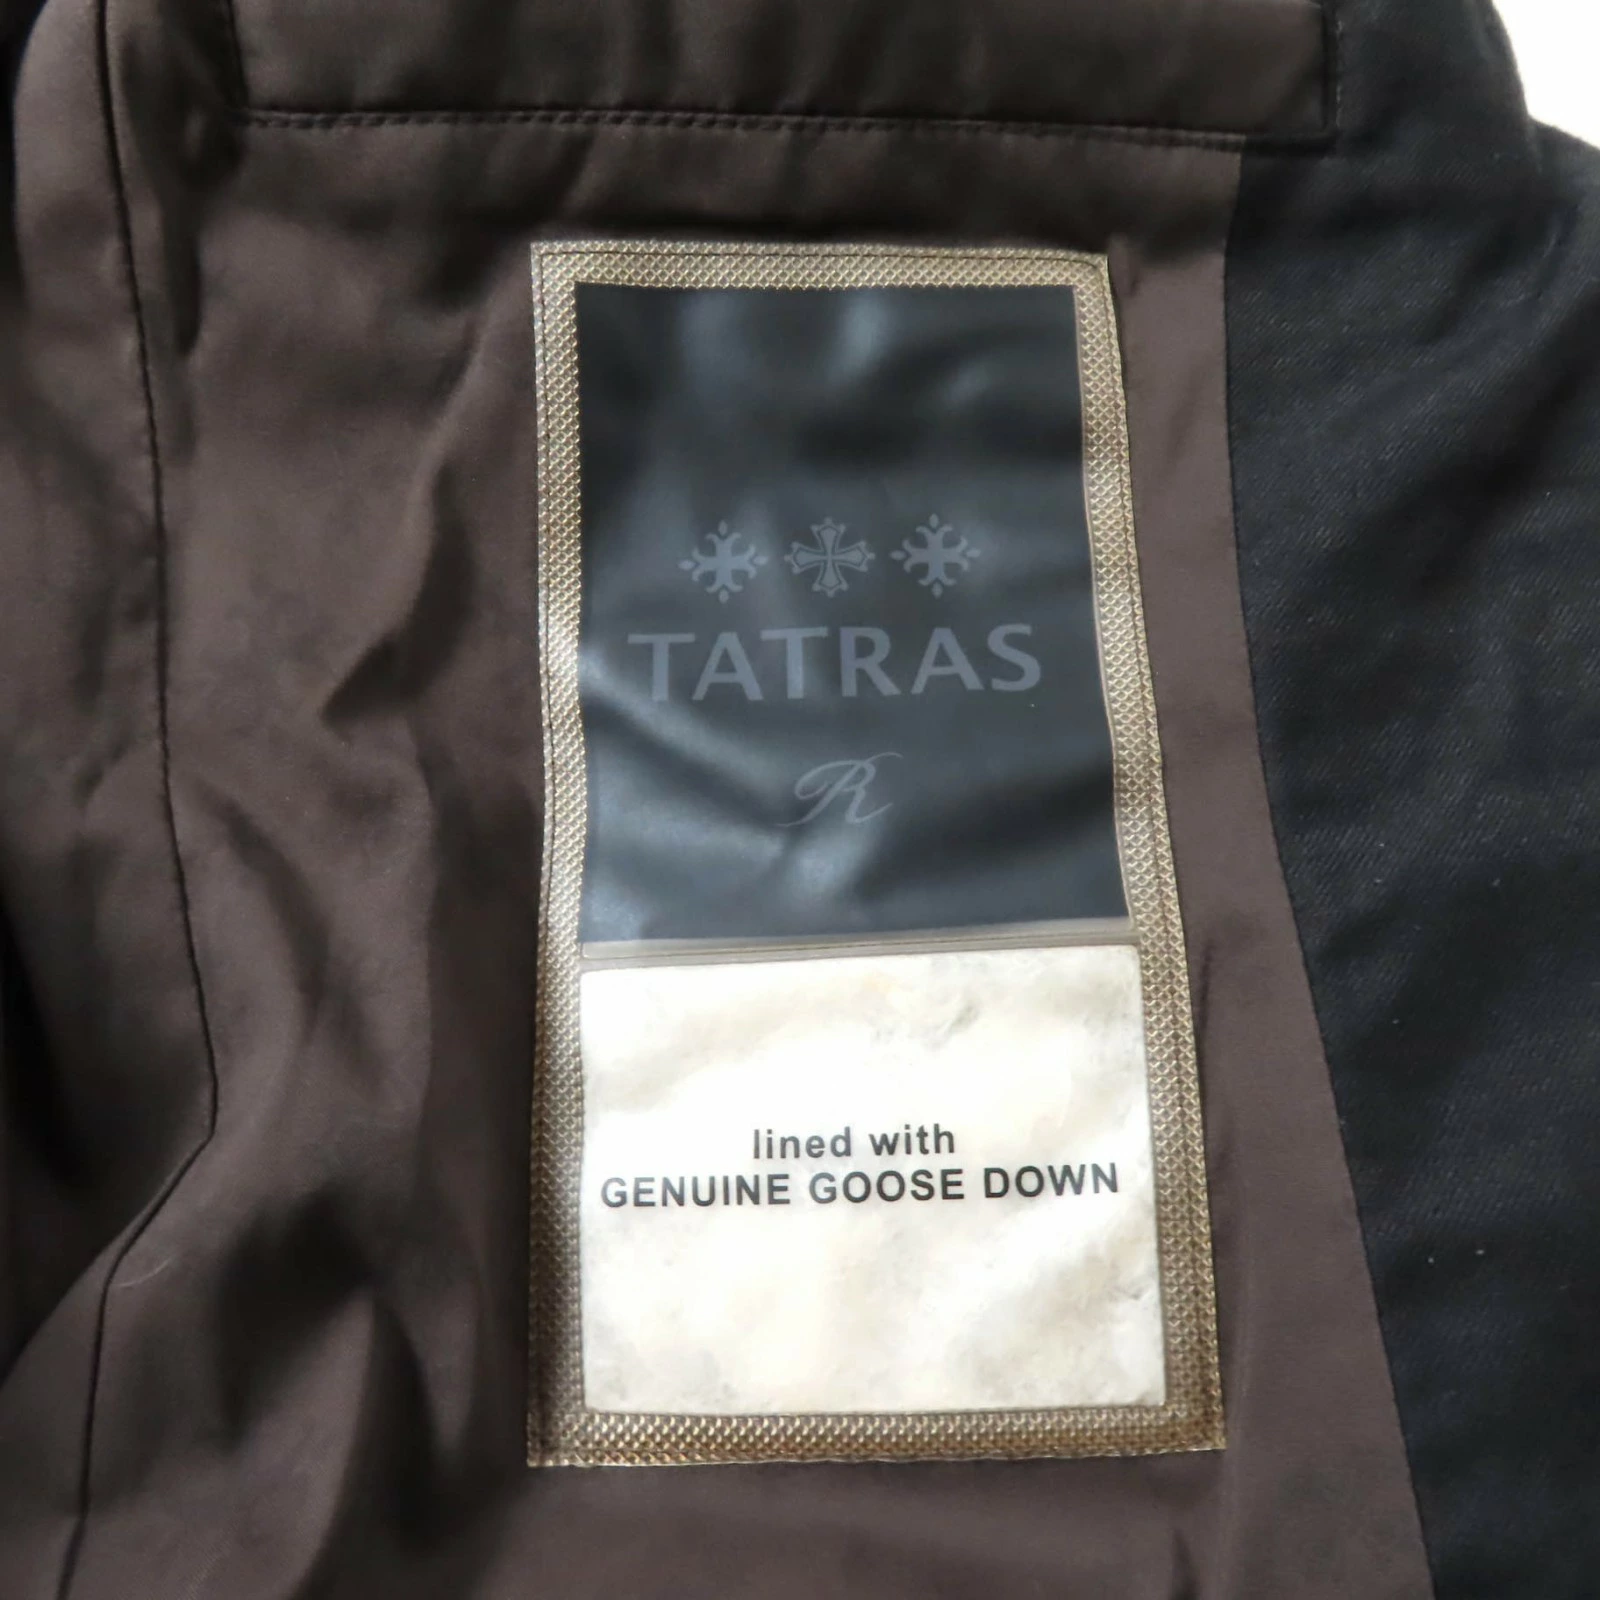 TATRAS
R
lined with
GENUINE GOOSE DOWN